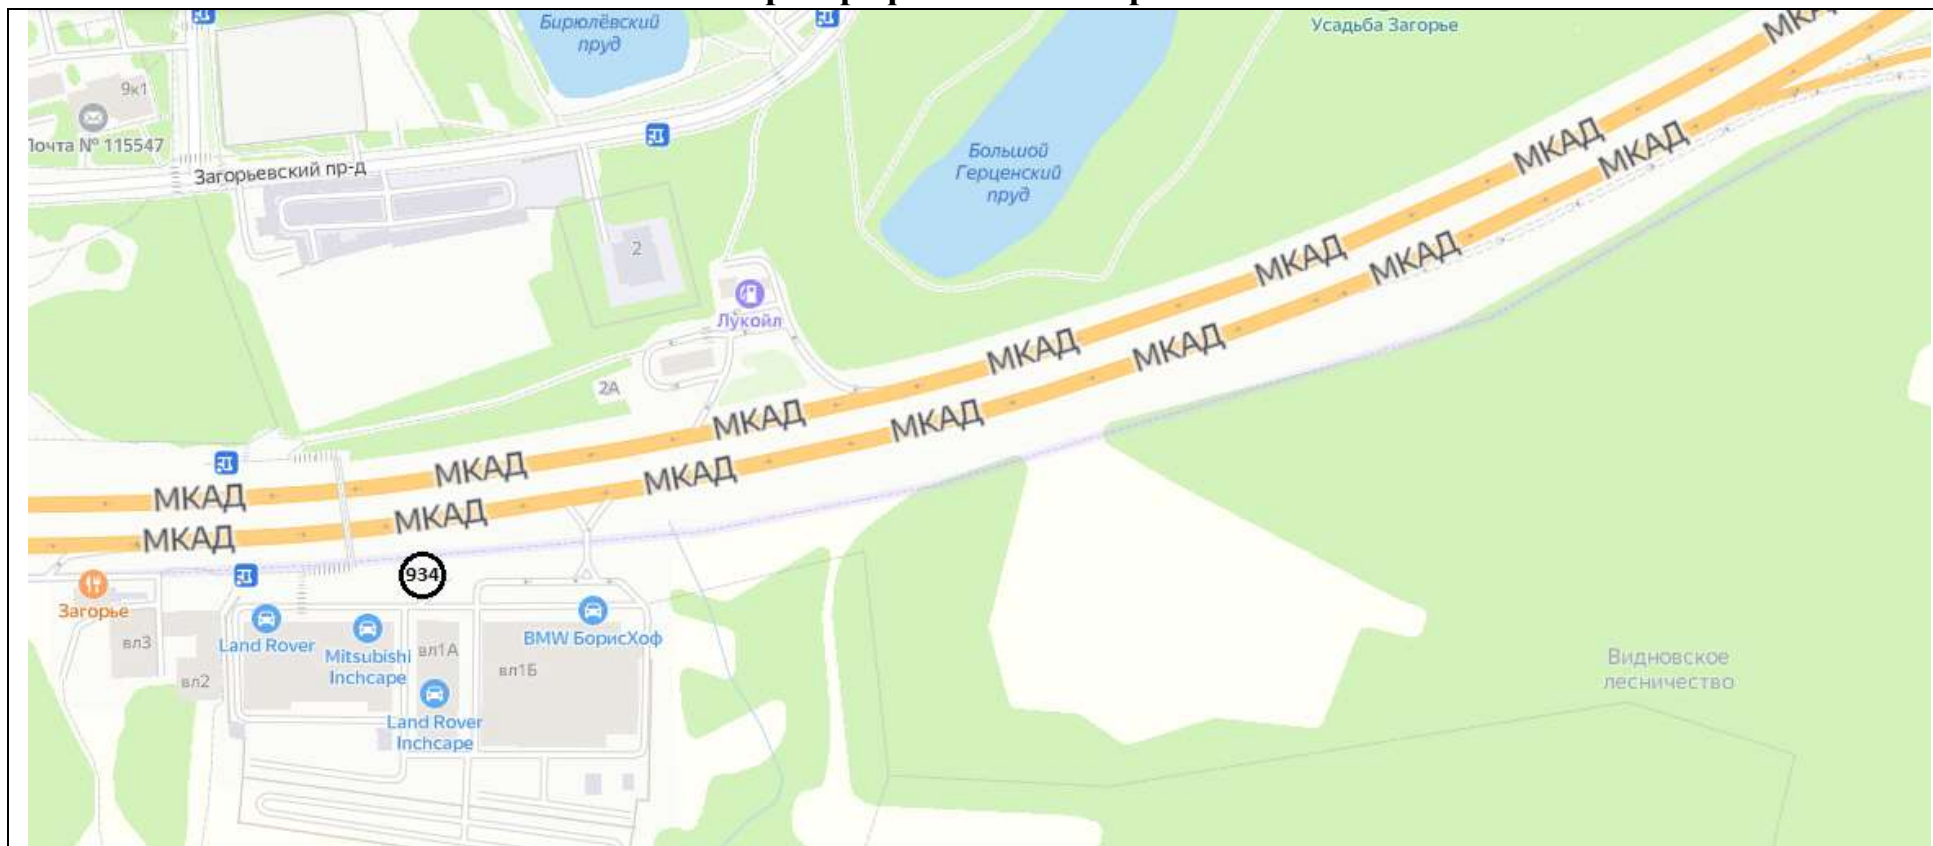 Бирюлёвский
пруд
Усадьба Загорье
МКАД
9к1
Почта № 115547
Загорьевский пр-д
Большой
Герценский
пруд
МКАД
МКАД
2
МКАД
МКАД
Лукойл
МКАД
МКАД
2А
МКАД
МКАД
МКАД
МКАД
МКАД
МКАД
МКАД
934
Загорье
Land Rover
вл3
Mitsubishi
Inchcape
вл1А
BMW БорисХоф
вл1Б
вл2
Land Rover
Inchcape
Видновское
лесничество